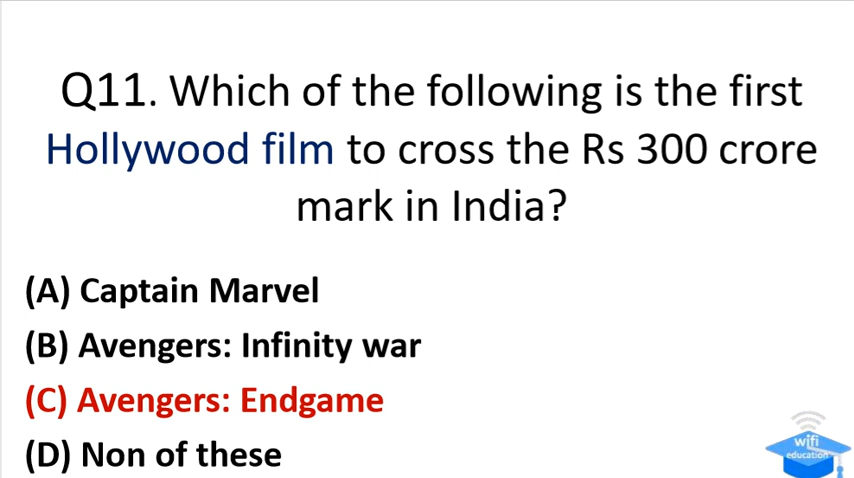 Q11. Which of the following is the first
Hollywood film to cross the Rs 300 crore
mark in India?
(A) Captain Marvel
(B) Avengers: Infinity war
(C) Avengers: Endgame
(D) Non of these
wifi
education